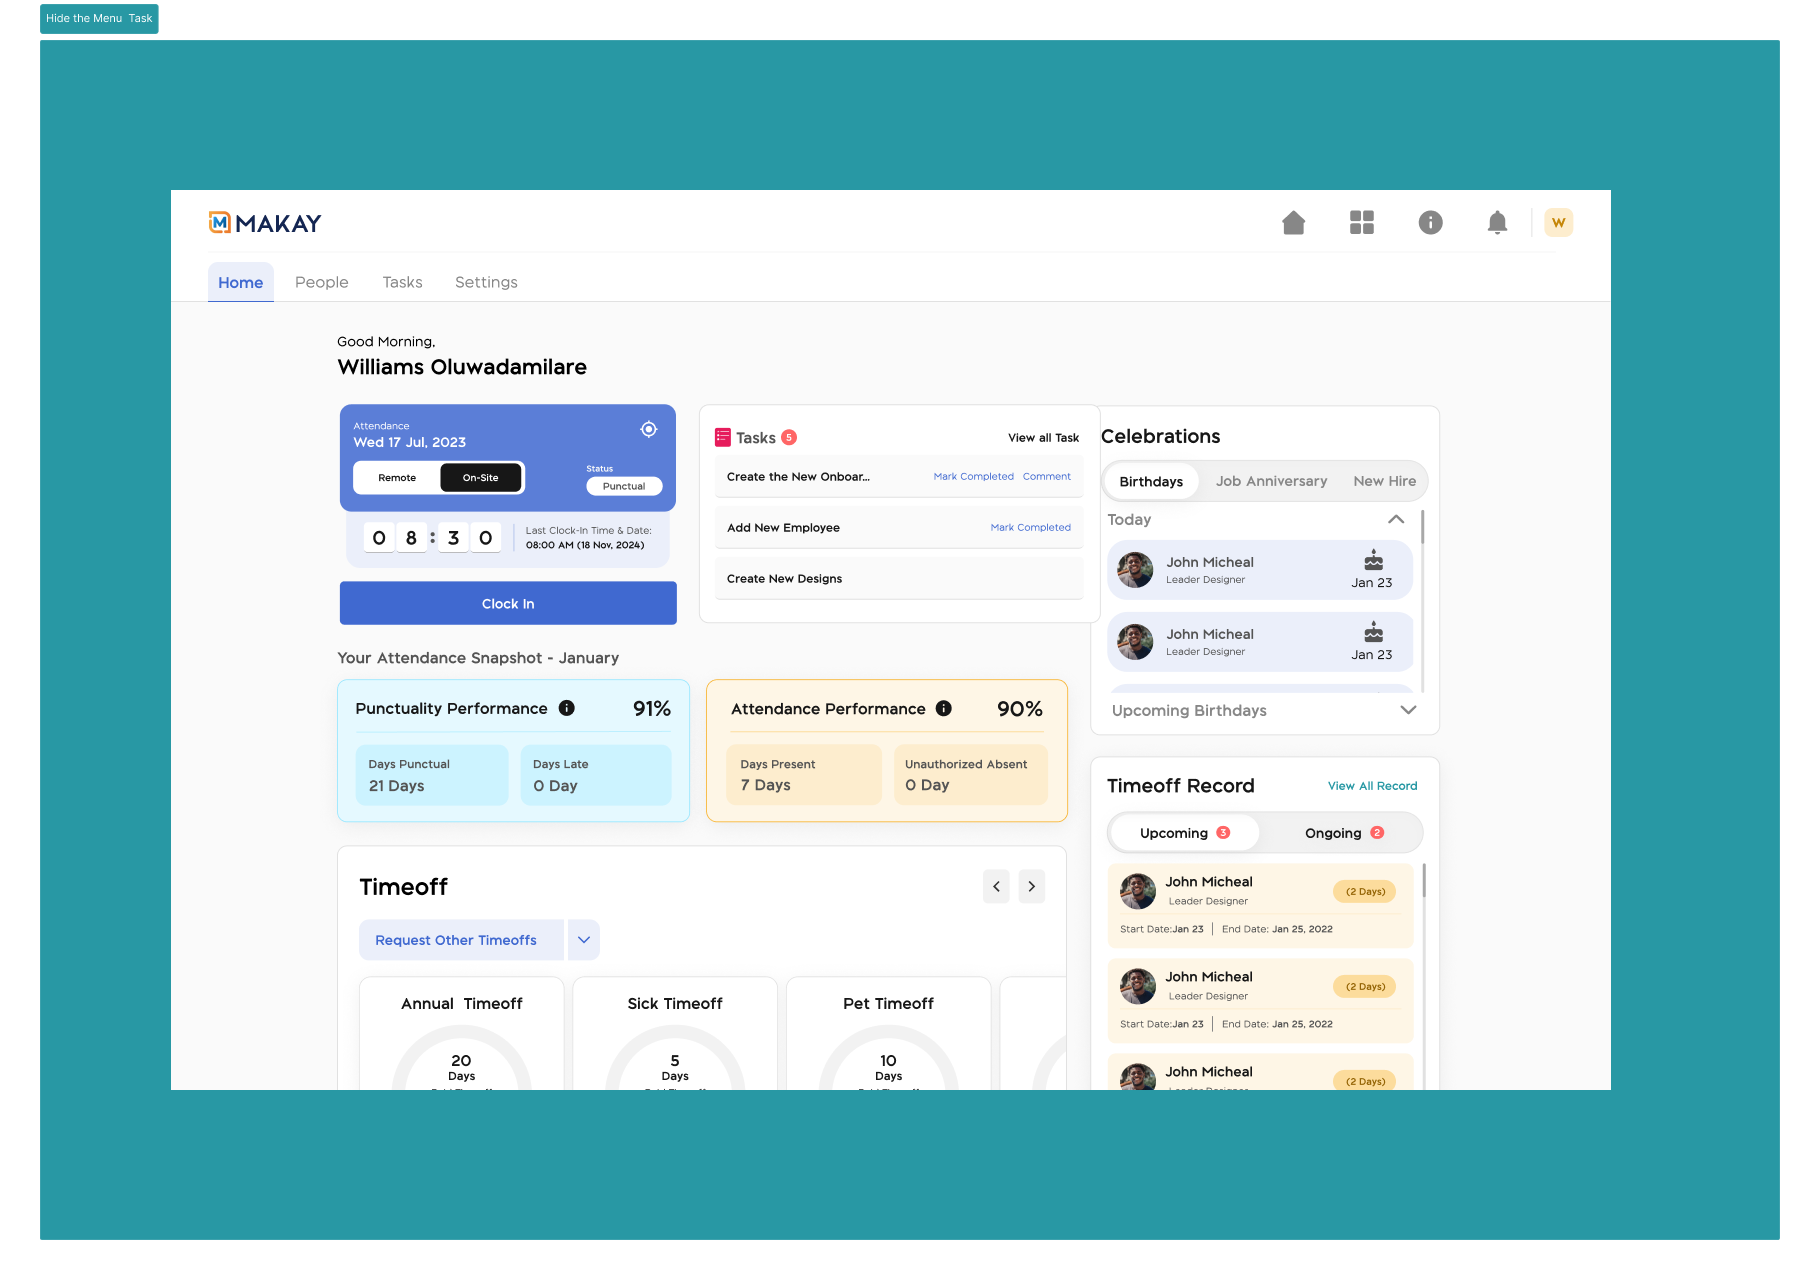 Hide the Menu  Task
MAKAY
W
Home
People
Tasks
Settings
Good Morning,
Williams Oluwadamilare
Attendance
Wed 17 Jul, 2023
Remote
On-Site
Status
Punctual
08:30
Last Clock-In Time & Date:
08:00 AM (18 Nov, 2024)
Clock In
Tasks 5
View all Task
Create the New Onboar...
Mark Completed
Comment
Add New Employee
Mark Completed
Create New Designs
Celebrations
Birthdays
Job Anniversary
New Hire
Today
John Micheal
Leader Designer
Jan 23
John Micheal
Leader Designer
Jan 23
Upcoming Birthdays
Your Attendance Snapshot - January
Punctuality Performance
91%
Days Punctual
21 Days
Days Late
0 Day
Attendance Performance
90%
Days Present
7 Days
Unauthorized Absent
0 Day
Timeoff Record
View All Record
Upcoming 3
Ongoing 2
John Micheal
Leader Designer
(2 Days)
Start Date:Jan 23
End Date: Jan 25, 2022
John Micheal
Leader Designer
(2 Days)
Start Date:Jan 23
End Date: Jan 25, 2022
John Micheal
(2 Days)
Timeoff
Request Other Timeoffs
Annual  Timeoff
20
Days
Sick Timeoff
5
Days
Pet Timeoff
10
Days